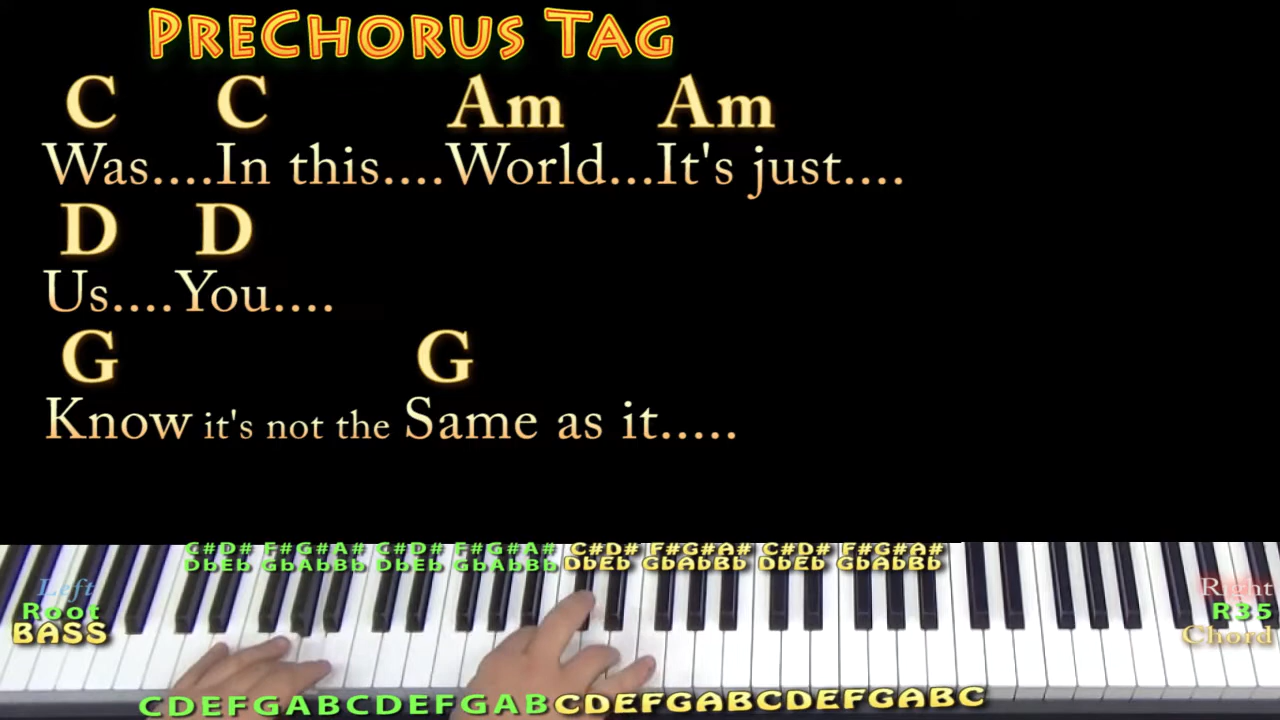 PRECHORUS TAG
C C Am Am
Was....In this....World...It's just....
D D
Us....You....
G G
Know it's not the Same as it.....
C#D# F#G#A# C#D# F#G#A# C#D# F#G#A# C#D# F#G#A#
DbEb GbAbBb DbEb GbAbBb DbEb GbAbBb DbEb GbAbBb
Left
Root
BASS
Right
R35
Chord
CDEFGABCDEFGABCDEFGABCDEFGABC